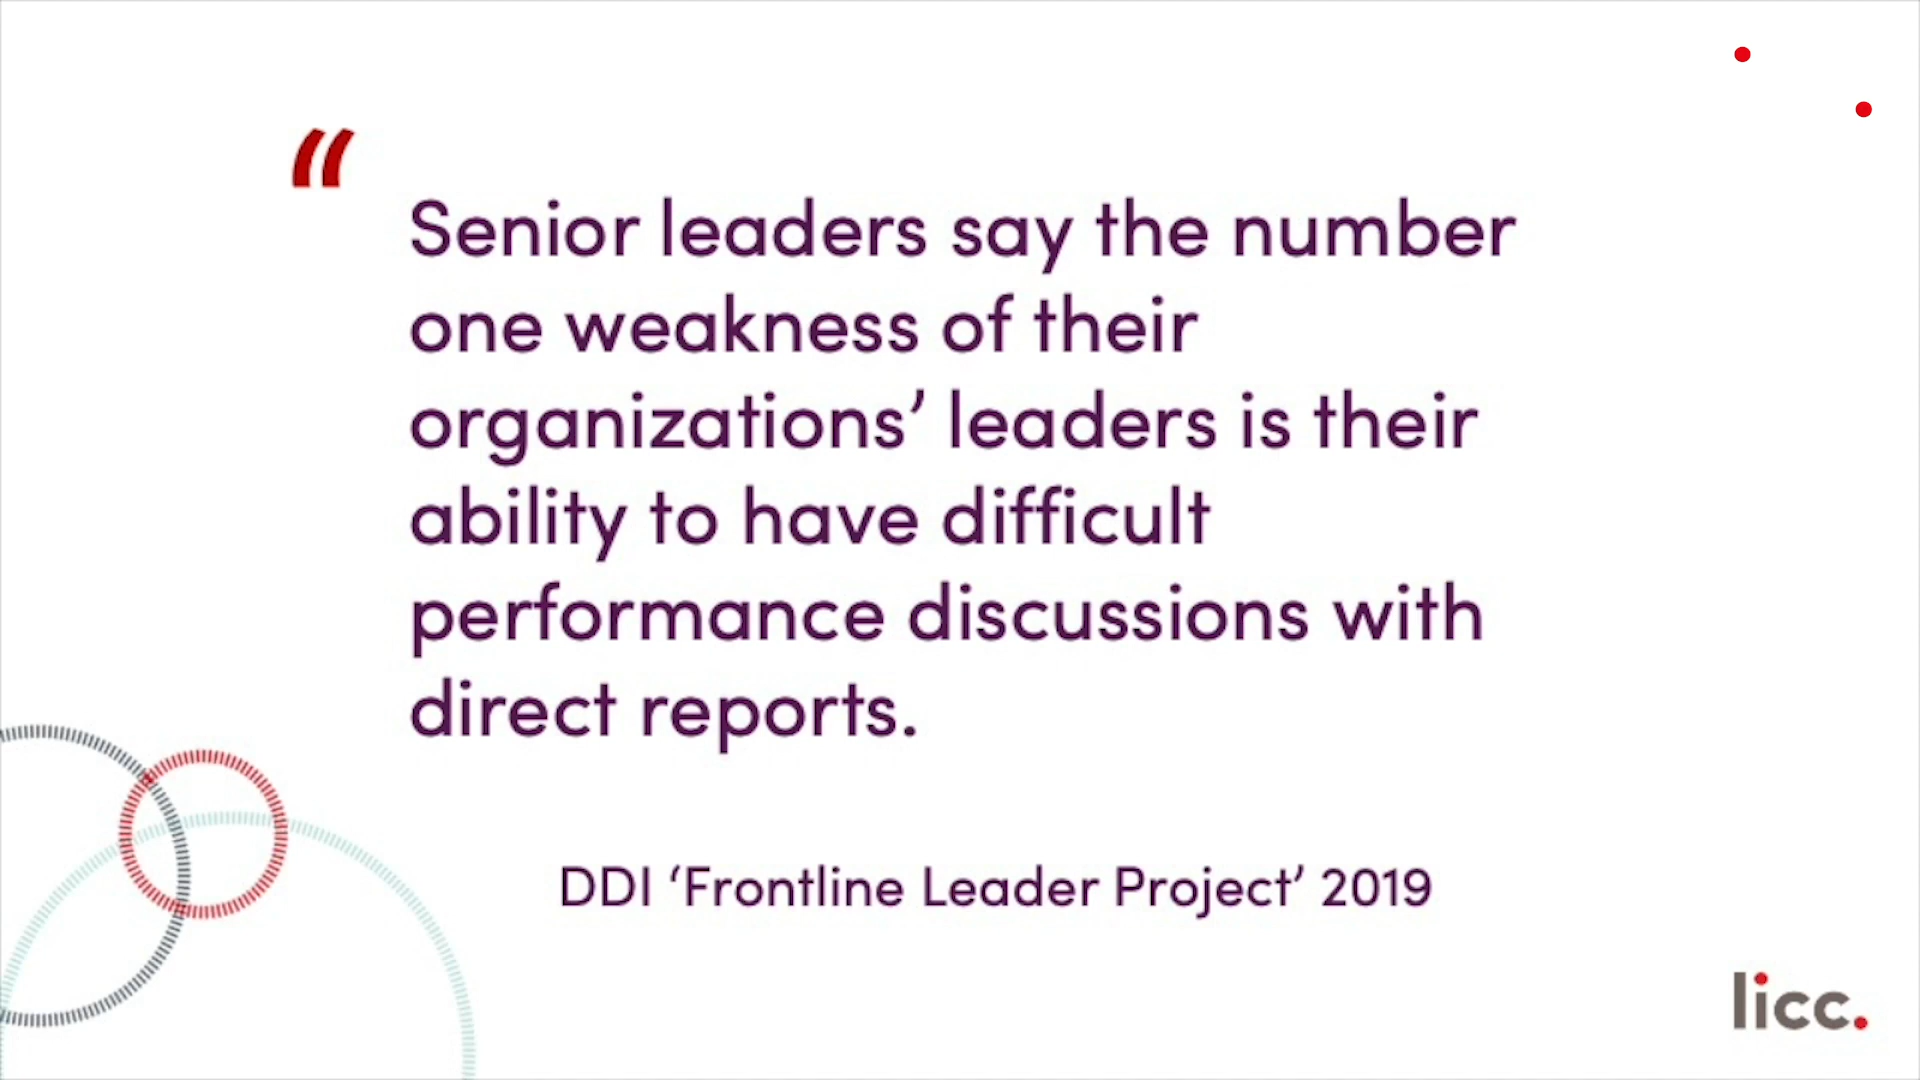 “
Senior leaders say the number
one weakness of their
organizations’ leaders is their
ability to have difficult
performance discussions with
direct reports.
DDI ‘Frontline Leader Project’ 2019
licc.